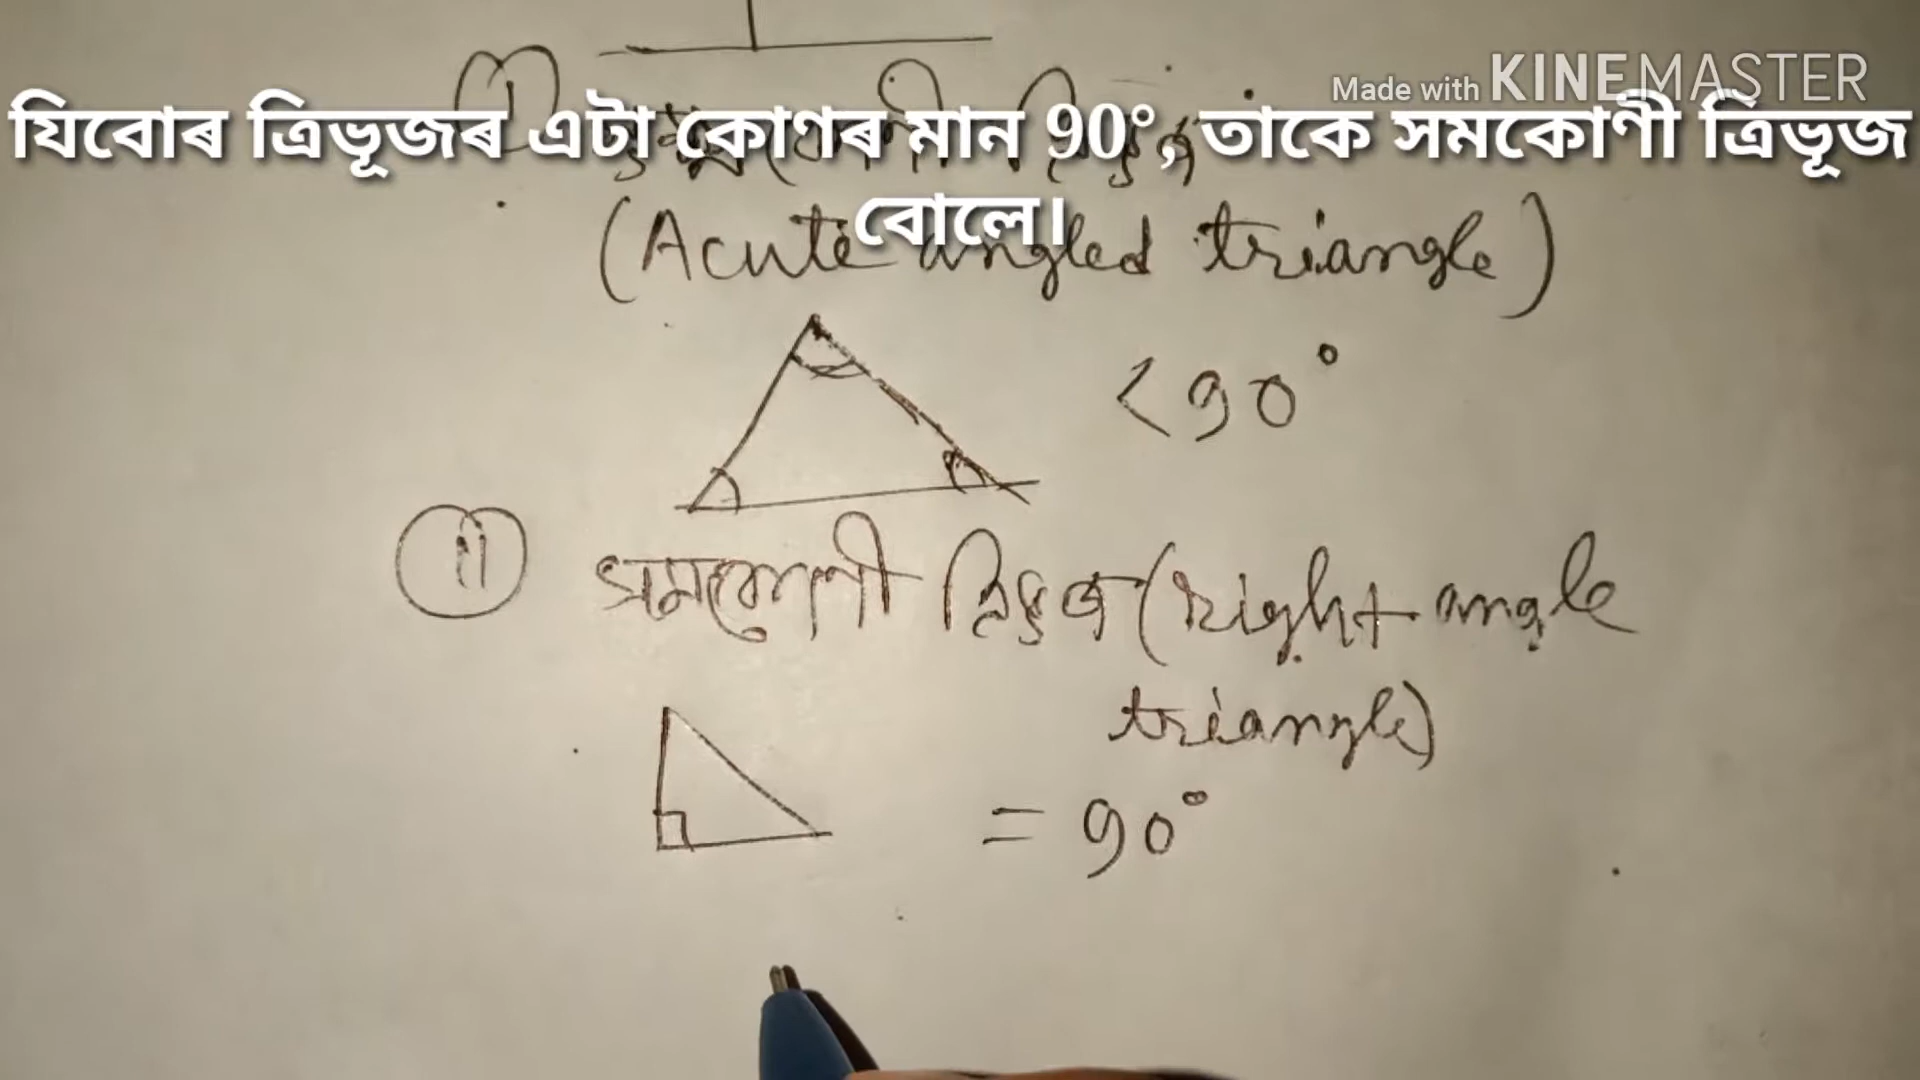 Made with KINEMASTER
যিবোৰ ত্ৰিভূজৰ এটা কোণৰ মান 90°, তাকে সমকোণী ত্ৰিভূজ
বোলে।
(Acute angled triangle)
<90°
II সমকোণী ত্ৰিভুজ (right angle
triangle)
= 90°